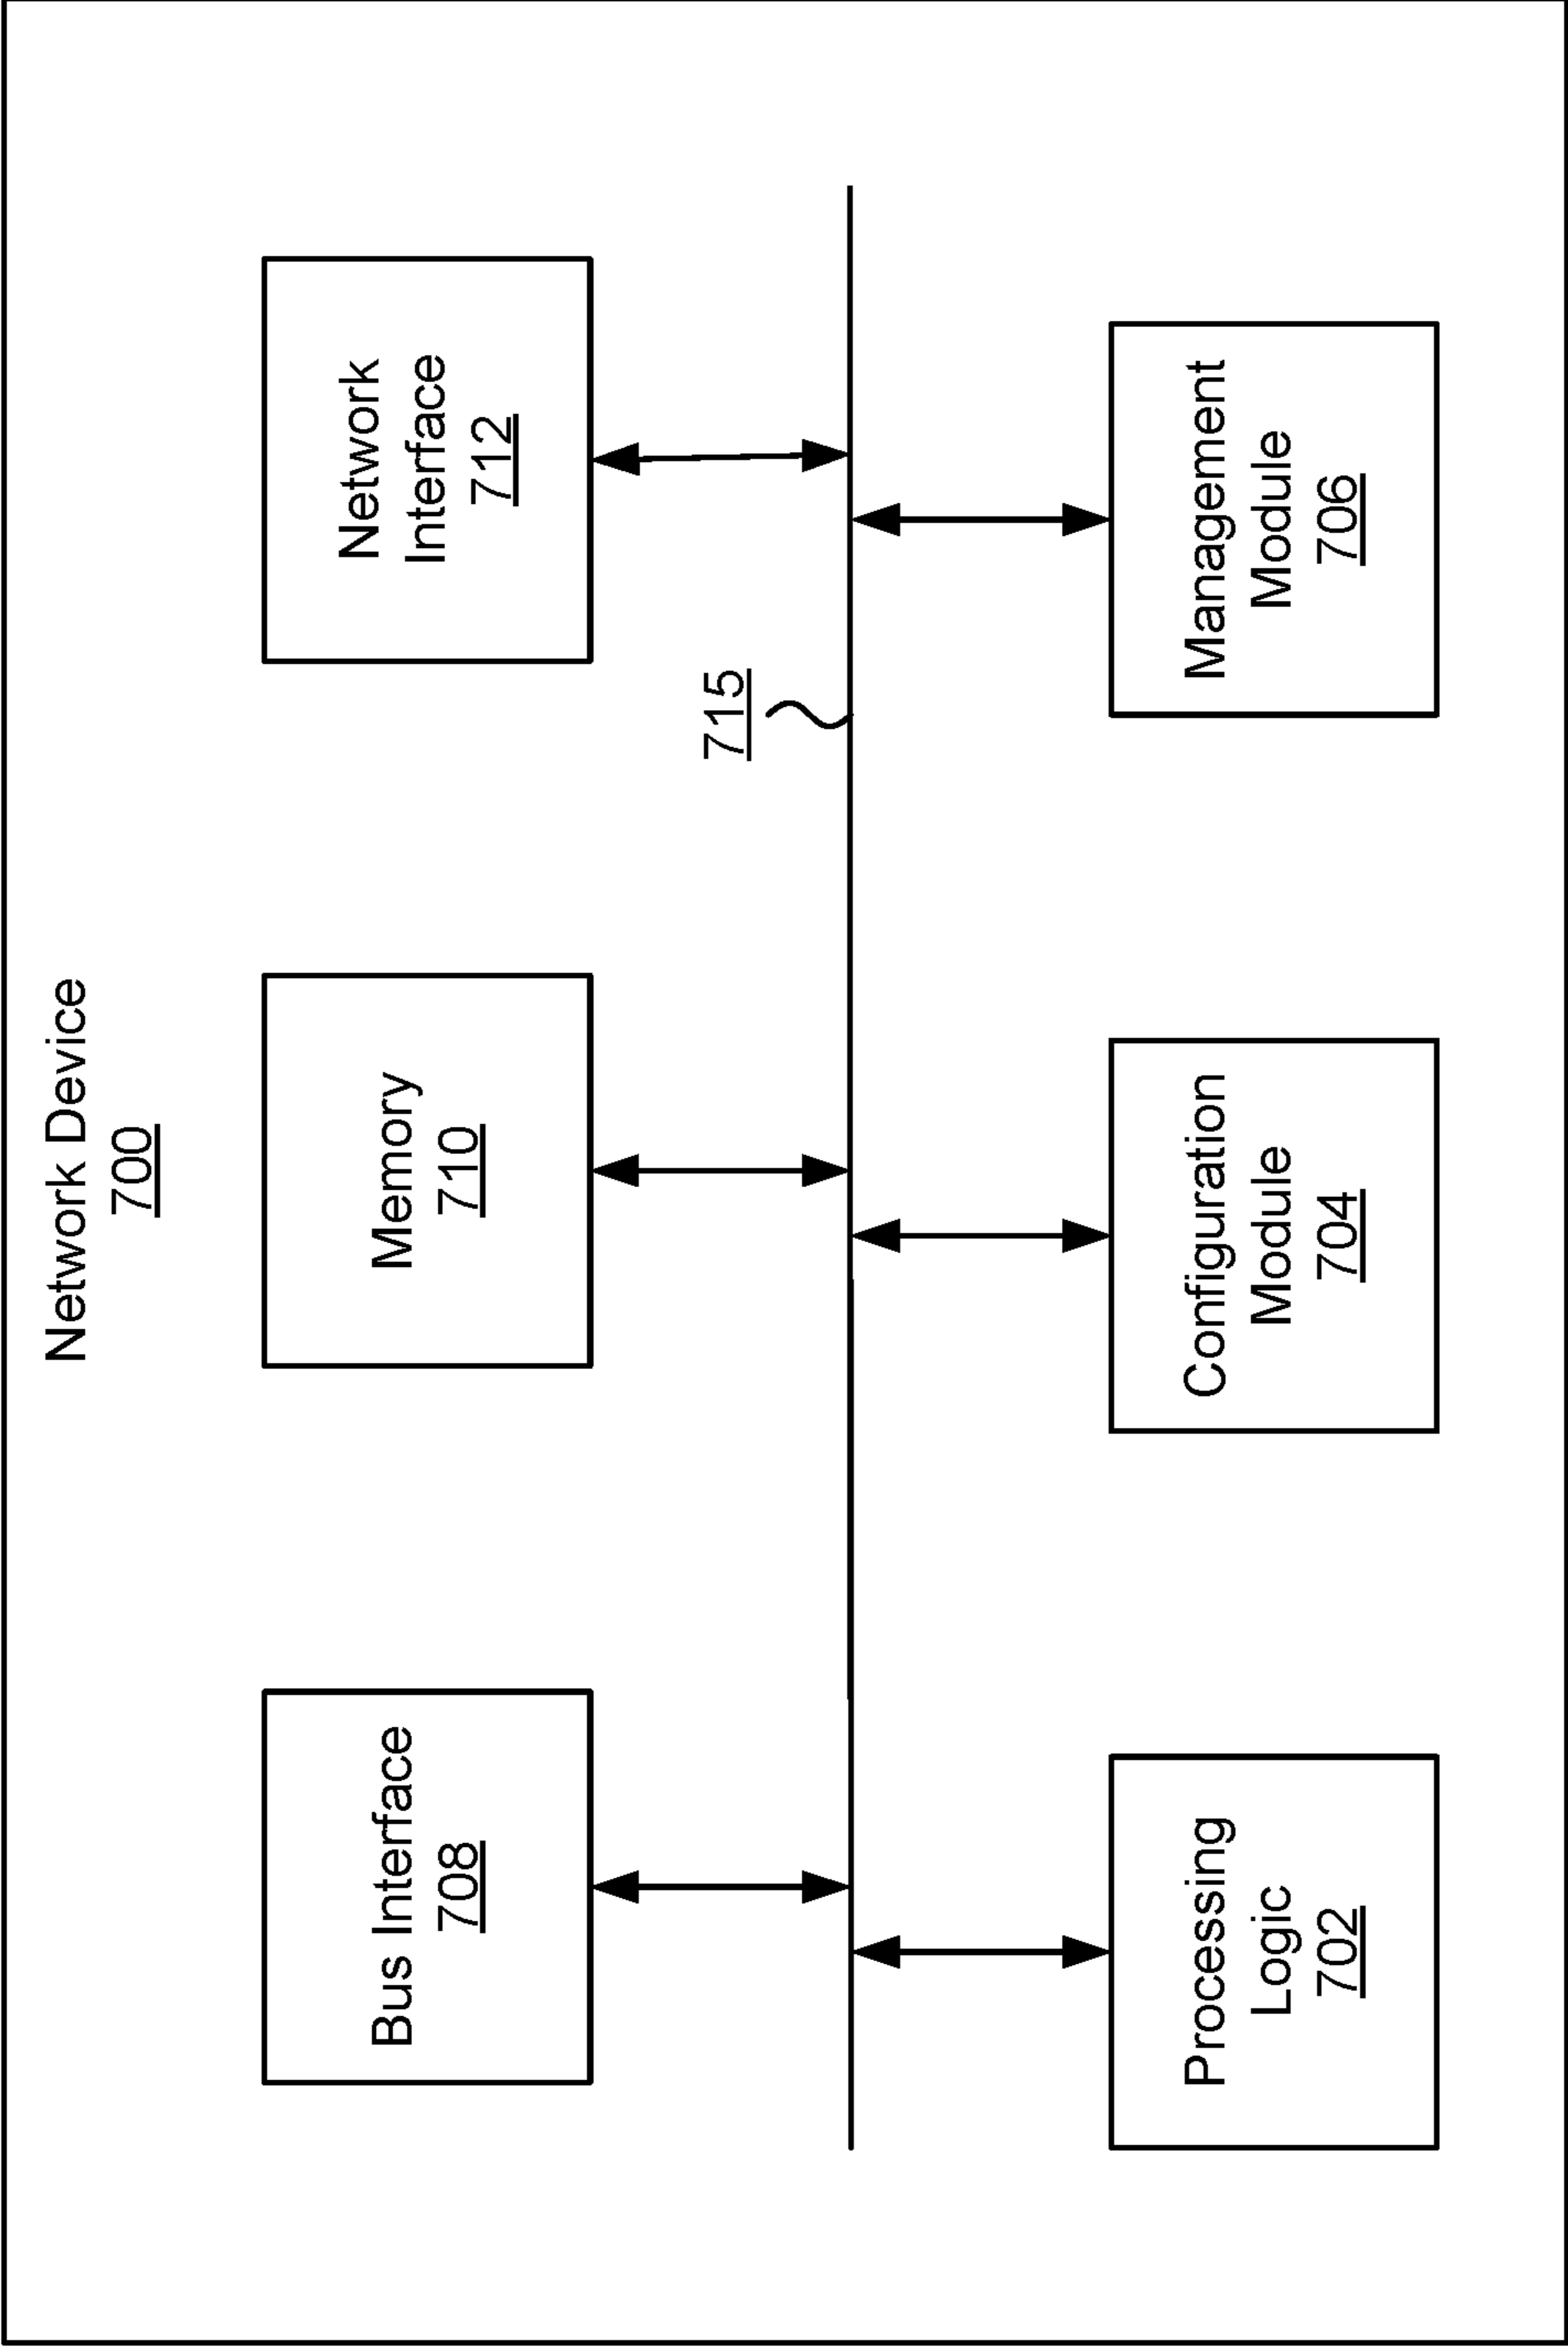 Network Device
700
Bus Interface
708
Memory
710
Network
Interface
712
715
Processing
Logic
702
Configuration
Module
704
Management
Module
706